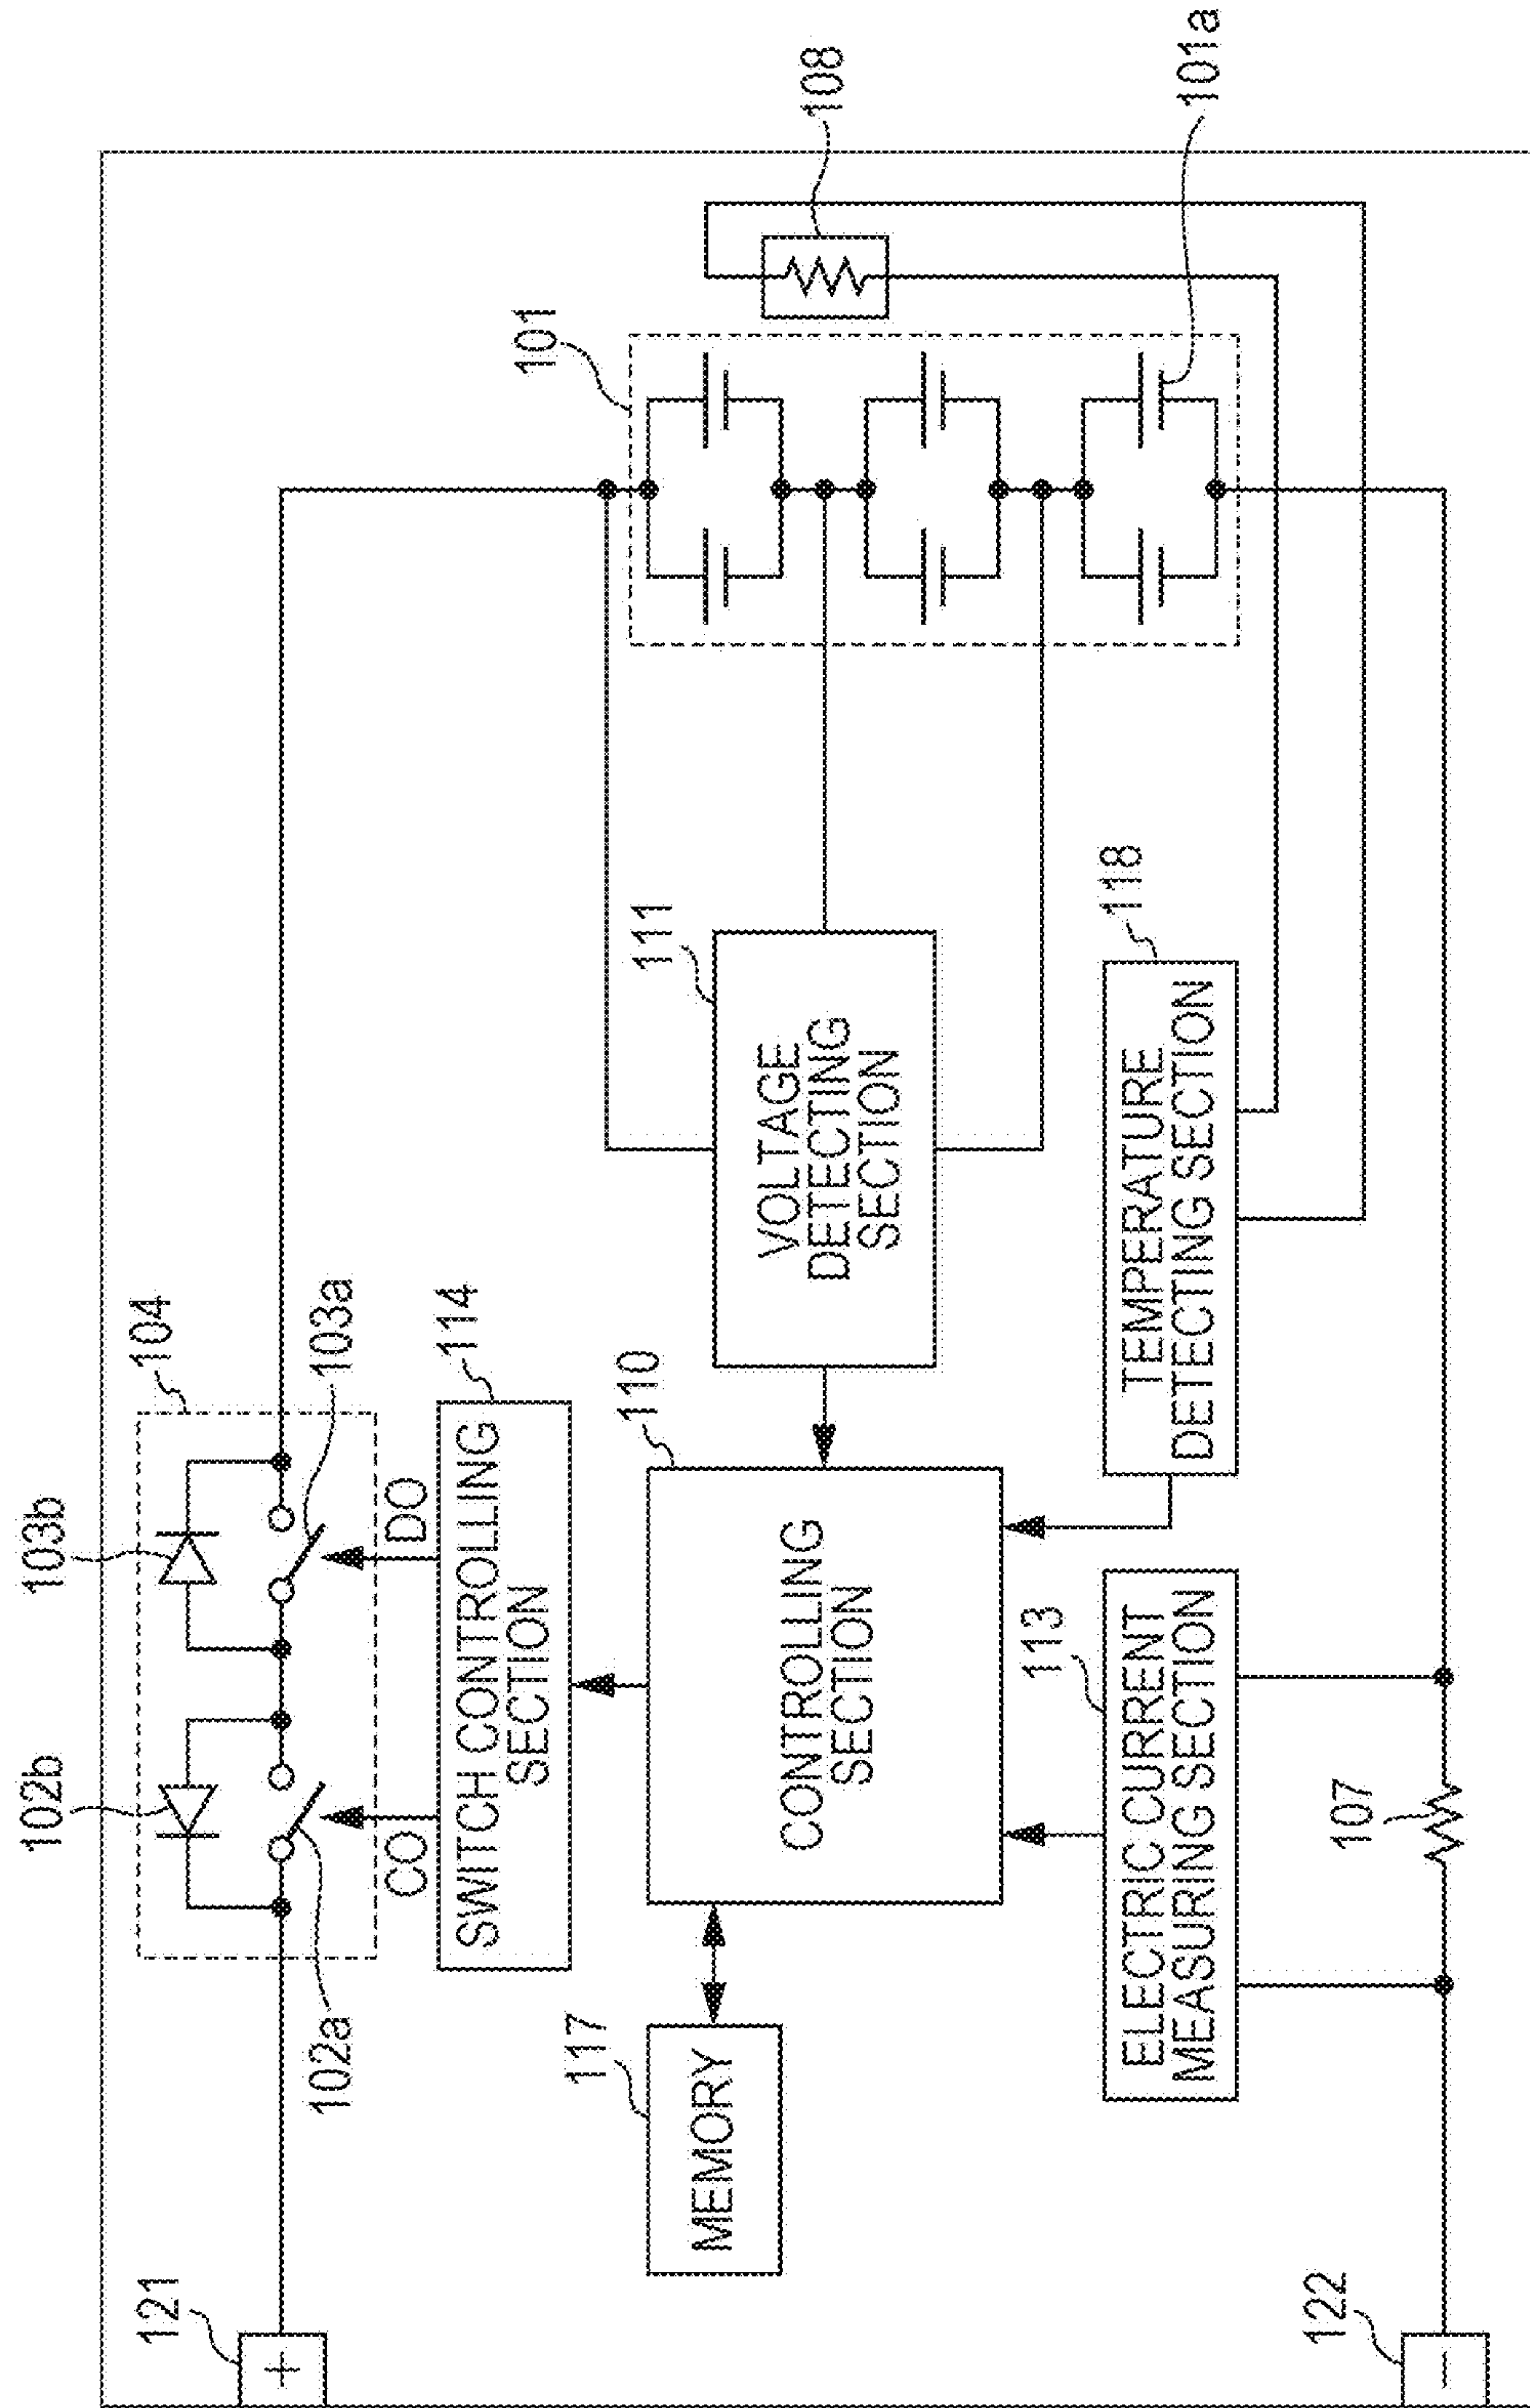 104
103b
102b
103a
102a
DO
CO
114
SWITCH CONTROLLING
SECTION
121
+
117
MEMORY
110
CONTROLLING
SECTION
111
VOLTAGE
DETECTING
SECTION
101
108
101a
113
ELECTRIC CURRENT
MEASURING SECTION
118
TEMPERATURE
DETECTING SECTION
107
122
−